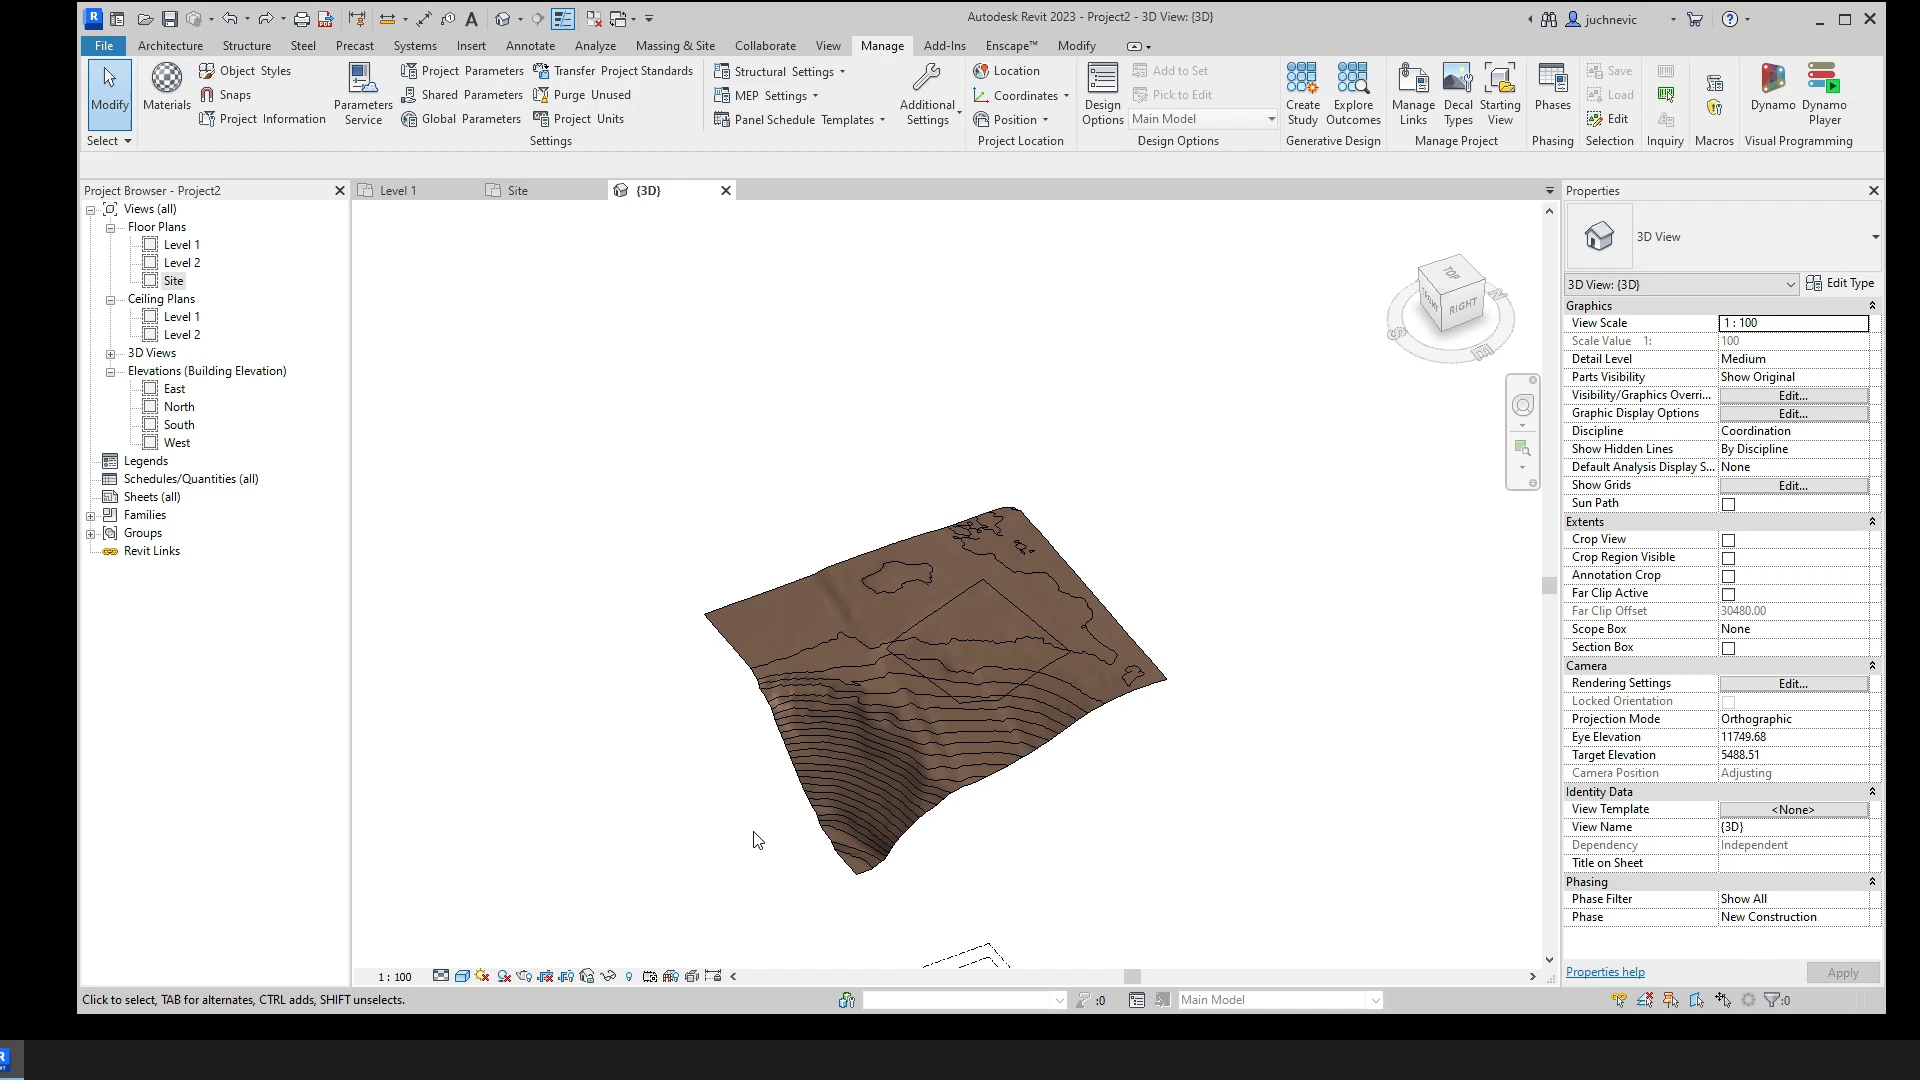 Autodesk Revit 2023 - Project2 - 3D View: {3D}
juchnevic
File Architecture Structure Steel Precast Systems Insert Annotate Analyze Massing & Site Collaborate View Manage Add-Ins Enscape™ Modify
Modify
Select
Materials
Object Styles
Snaps
Project Information
Parameters Service
Project Parameters
Shared Parameters
Global Parameters
Transfer Project Standards
Purge Unused
Project Units
Settings
Structural Settings
MEP Settings
Panel Schedule Templates
Additional Settings
Location
Coordinates
Position
Project Location
Design Options
Add to Set
Pick to Edit
Main Model
Design Options
Create Study
Explore Outcomes
Generative Design
Manage Links
Decal Types
Starting View
Manage Project
Phases
Phasing
Save
Load
Edit
Selection
Inquiry
Macros
Dynamo
Dynamo Player
Visual Programming
Project Browser - Project2
Views (all)
Floor Plans
Level 1
Level 2
Site
Ceiling Plans
Level 1
Level 2
3D Views
Elevations (Building Elevation)
East
North
South
West
Legends
Schedules/Quantities (all)
Sheets (all)
Families
Groups
Revit Links
Level 1
Site
{3D}
TOP
FRONT
RIGHT
N
S
E
Properties
3D View
3D View: {3D}
Edit Type
Graphics
View Scale 1 : 100
Scale Value 1: 100
Detail Level Medium
Parts Visibility Show Original
Visibility/Graphics Overri... Edit...
Graphic Display Options Edit...
Discipline Coordination
Show Hidden Lines By Discipline
Default Analysis Display S... None
Show Grids Edit...
Sun Path
Extents
Crop View
Crop Region Visible
Annotation Crop
Far Clip Active
Far Clip Offset 30480.00
Scope Box None
Section Box
Camera
Rendering Settings Edit...
Locked Orientation
Projection Mode Orthographic
Eye Elevation 11749.68
Target Elevation 5488.51
Camera Position Adjusting
Identity Data
View Template <None>
View Name {3D}
Dependency Independent
Title on Sheet
Phasing
Phase Filter Show All
Phase New Construction
Properties help
Apply
1 : 100
Click to select, TAB for alternates, CTRL adds, SHIFT unselects.
:0
Main Model
:0